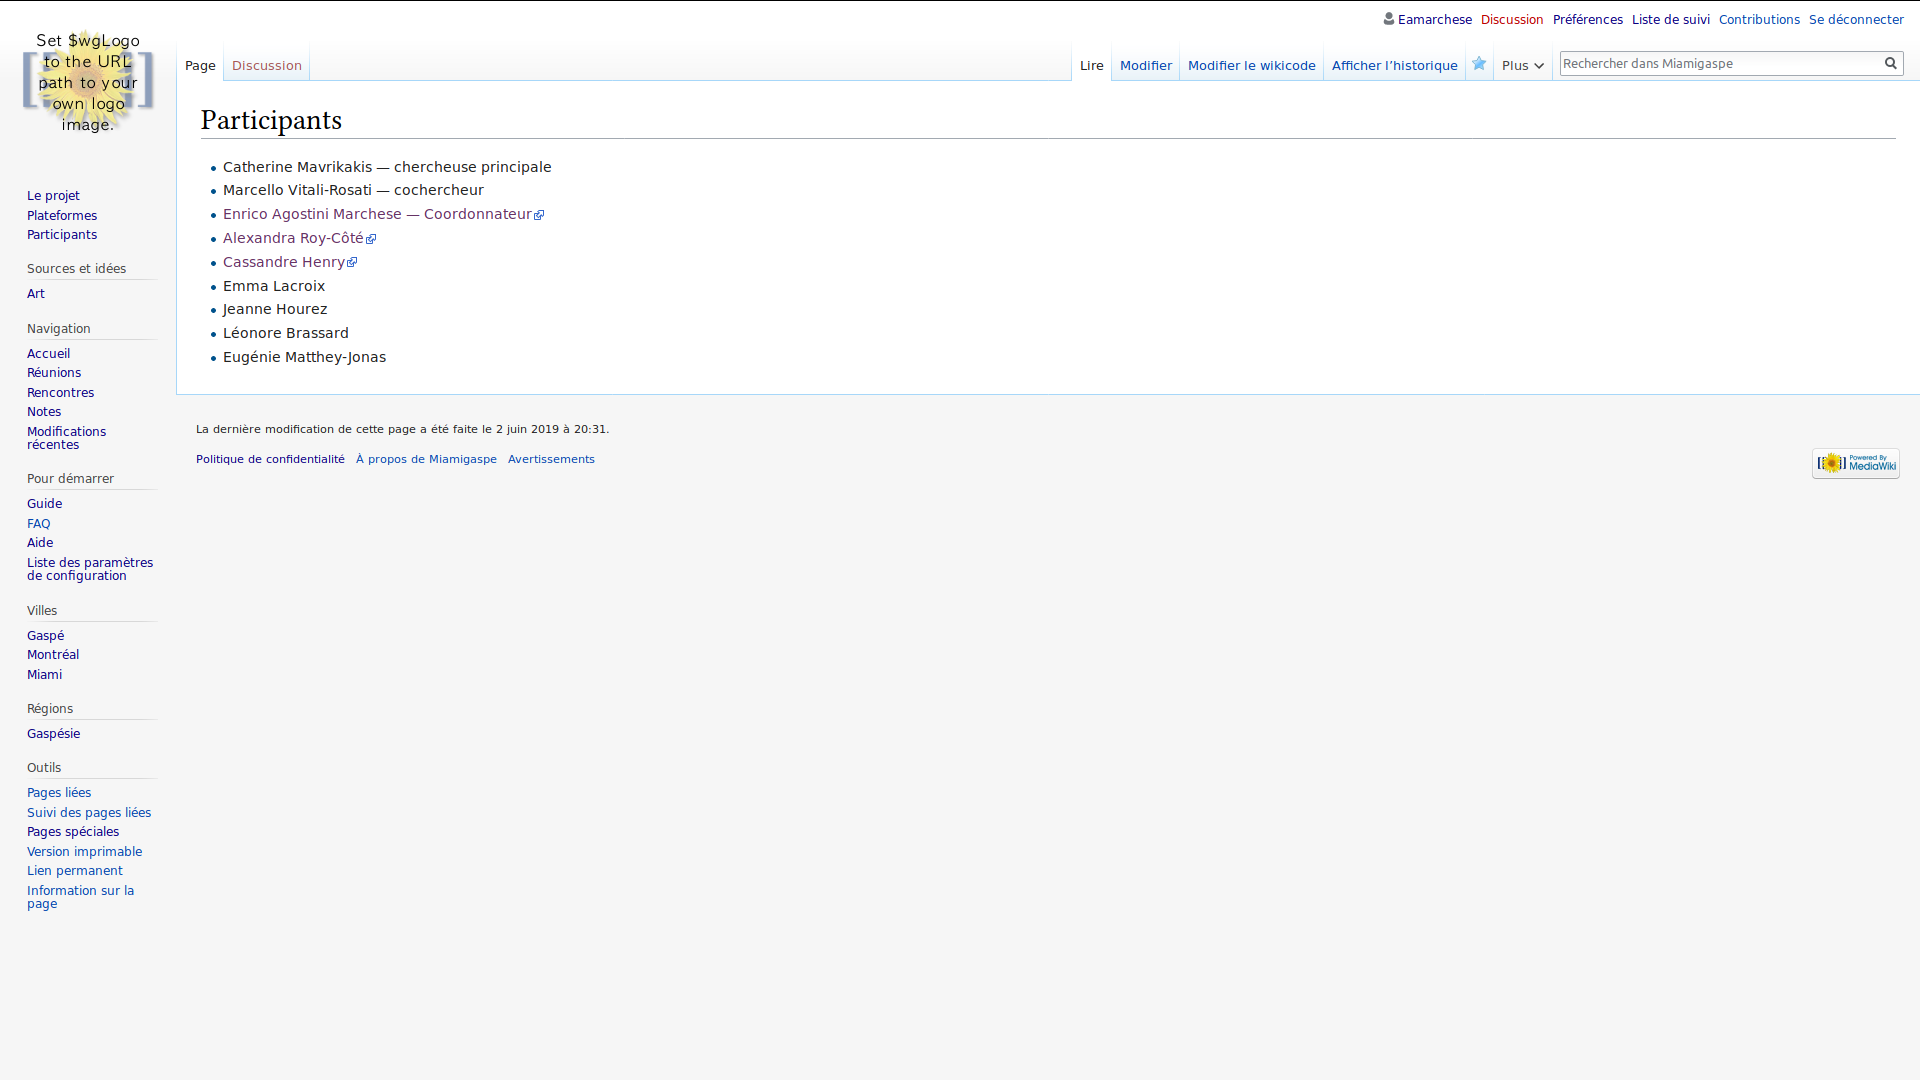 Eamarchese Discussion Préférences Liste de suivi Contributions Se déconnecter
Set $wgLogo
to the URL
path to your
own logo
image.
Page Discussion Lire Modifier Modifier le wikicode Afficher l’historique Plus Rechercher dans Miamigaspe
Participants
Catherine Mavrikakis — chercheuse principale
Marcello Vitali-Rosati — cochercheur
Enrico Agostini Marchese — Coordonnateur
Alexandra Roy-Côté
Cassandre Henry
Emma Lacroix
Jeanne Hourez
Léonore Brassard
Eugénie Matthey-Jonas
La dernière modification de cette page a été faite le 2 juin 2019 à 20:31.
Politique de confidentialité À propos de Miamigaspe Avertissements
Powered By
MediaWiki
Le projet
Plateformes
Participants
Sources et idées
Art
Navigation
Accueil
Réunions
Rencontres
Notes
Modifications
récentes
Pour démarrer
Guide
FAQ
Aide
Liste des paramètres
de configuration
Villes
Gaspé
Montréal
Miami
Régions
Gaspésie
Outils
Pages liées
Suivi des pages liées
Pages spéciales
Version imprimable
Lien permanent
Information sur la
page